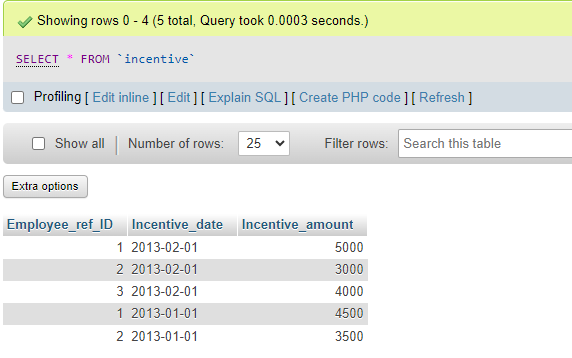 Showing rows 0 - 4 (5 total, Query took 0.0003 seconds.)
SELECT * FROM `incentive`
Profiling [ Edit inline ] [ Edit ] [ Explain SQL ] [ Create PHP code ] [ Refresh ]
Show all Number of rows: 25 Filter rows: Search this table
Extra options
Employee_ref_ID Incentive_date Incentive_amount
1 2013-02-01 5000
2 2013-02-01 3000
3 2013-02-01 4000
1 2013-01-01 4500
2 2013-01-01 3500